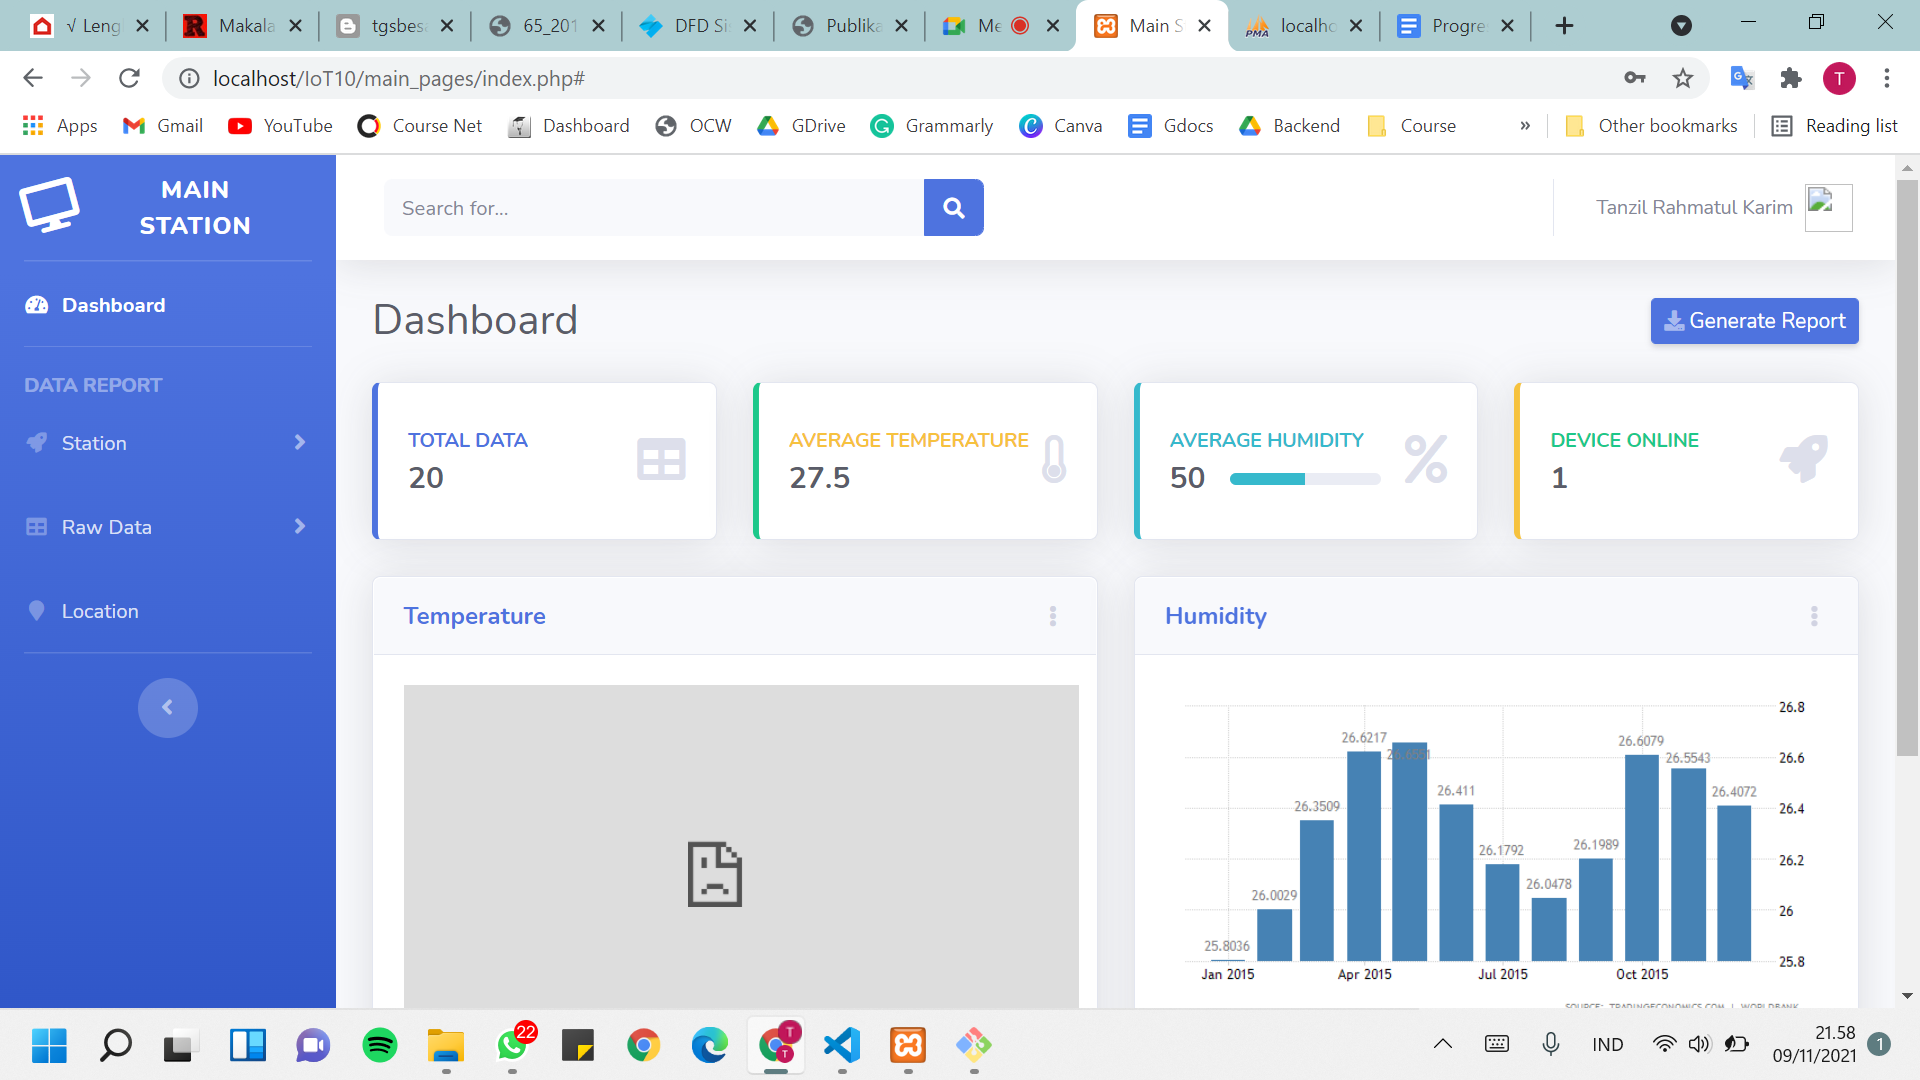 √ Leng
Makala
tgsbesa
65_201
DFD Si
Publika
Me
Main S
localho
Progre
localhost/IoT10/main_pages/index.php#
T
Apps
Gmail
YouTube
Course Net
Dashboard
OCW
GDrive
Grammarly
Canva
Gdocs
Backend
Course
»
Other bookmarks
Reading list
MAIN
STATION
Search for...
Tanzil Rahmatul Karim
Dashboard
Dashboard
Generate Report
DATA REPORT
Station
Raw Data
Location
TOTAL DATA
20
AVERAGE TEMPERATURE
27.5
AVERAGE HUMIDITY
50
DEVICE ONLINE
1
Temperature
Humidity
26.8
26.6
26.4
26.2
26
25.8
25.8036
26.0029
26.3509
26.6217
26.411
26.1792
26.0478
26.1989
26.6079
26.5543
26.4072
Jan 2015
Apr 2015
Jul 2015
Oct 2015
SOURCE: TRADINGECONOMICS.COM | WORLDBANK
22
T
T
IND
21.58
09/11/2021
1